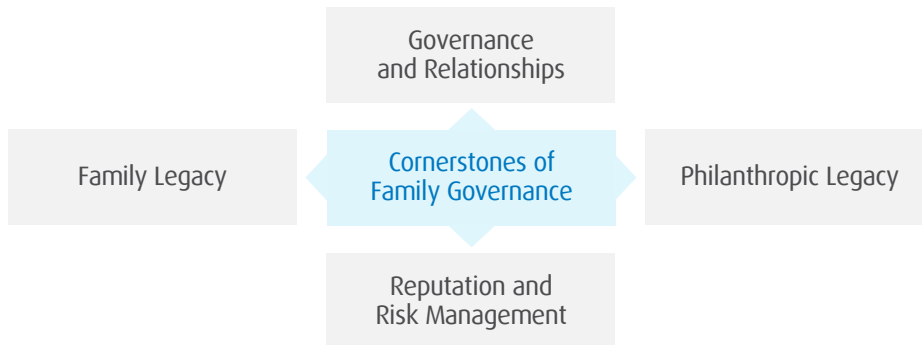 Governance
and Relationships
Family Legacy
Cornerstones of
Family Governance
Philanthropic Legacy
Reputation and
Risk Management